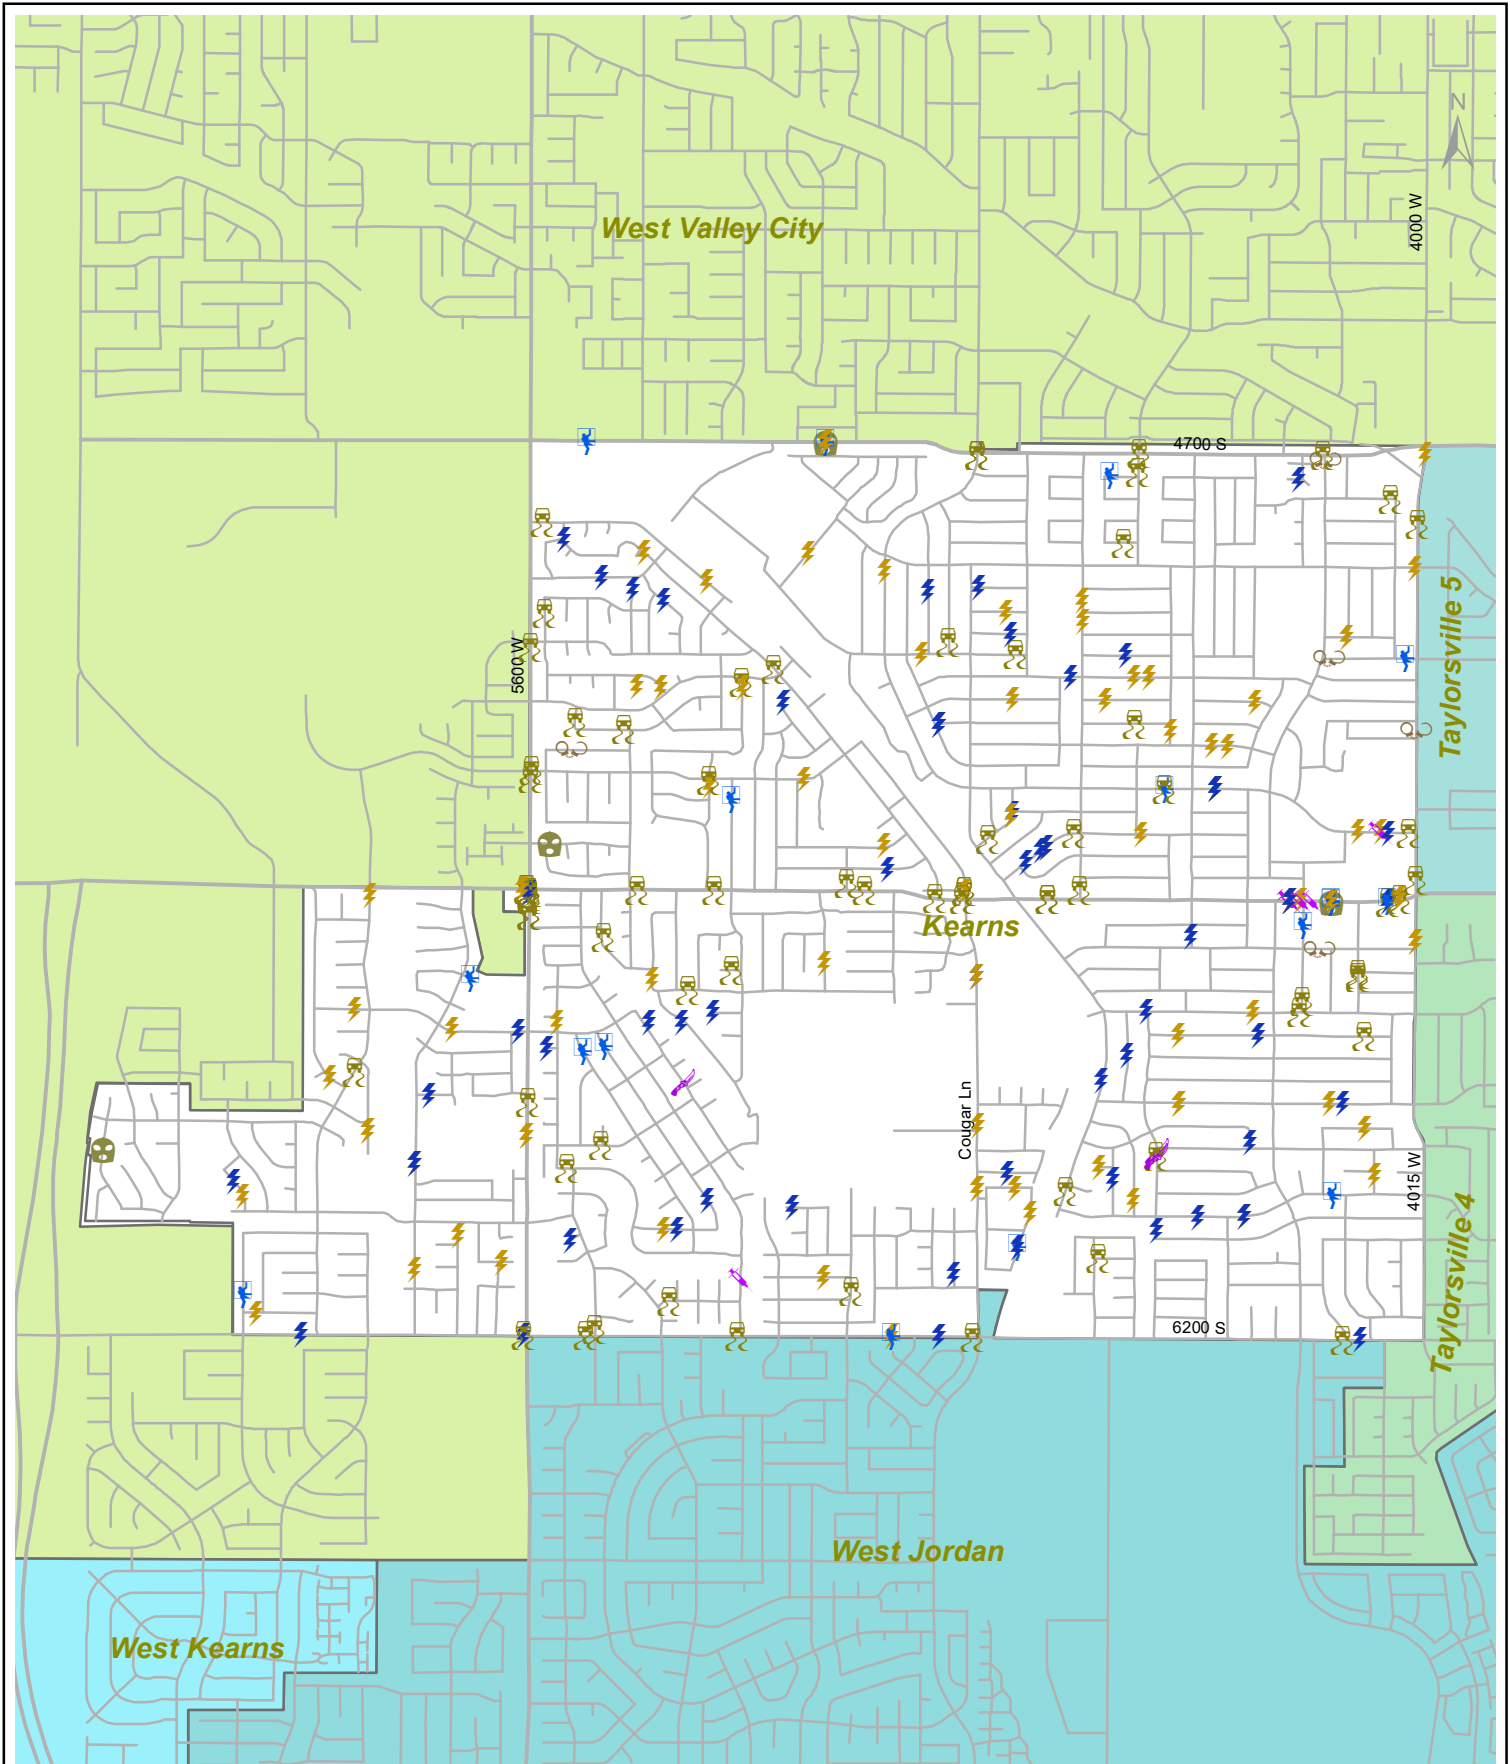 N
West Valley City
4000 W
4700 S
Taylorsville 5
5600 W
Kearns
Cougar Ln
4015 W
Taylorsville 4
6200 S
West Jordan
West Kearns